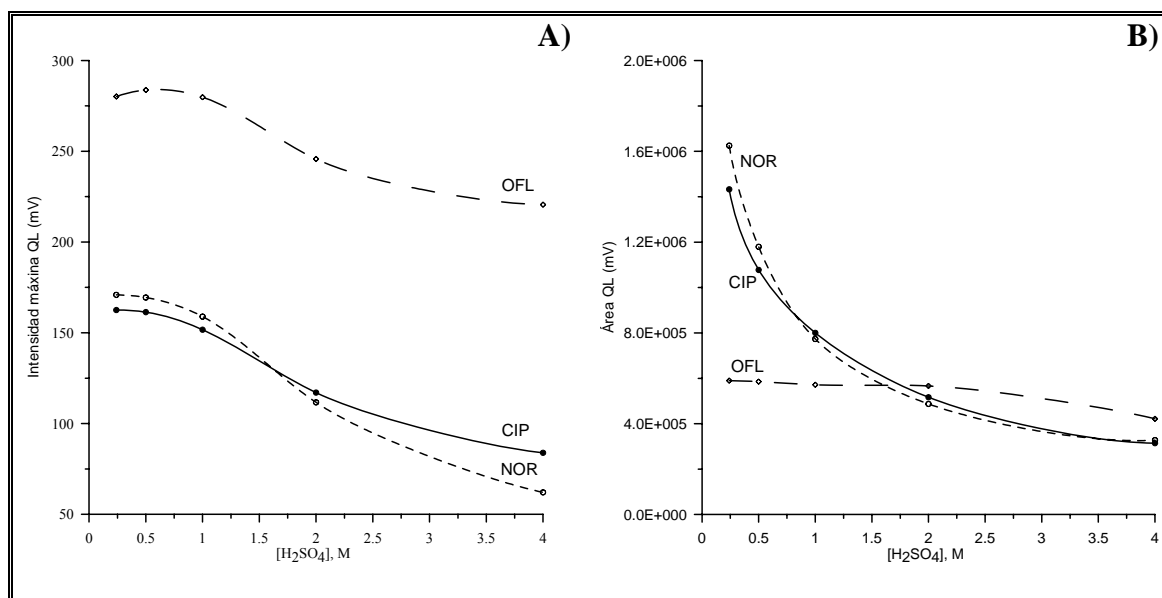 A)
300
250
200
150
100
50
Intensidad máxina QL (mV)
OFL
CIP
NOR
0 0.5 1 1.5 2 2.5 3 3.5 4
[H2SO4], M
B)
2.0E+006
1.6E+006
1.2E+006
8.0E+005
4.0E+005
0.0E+000
Área QL (mV)
NOR
CIP
OFL
0 0.5 1 1.5 2 2.5 3 3.5 4
[H2SO4], M